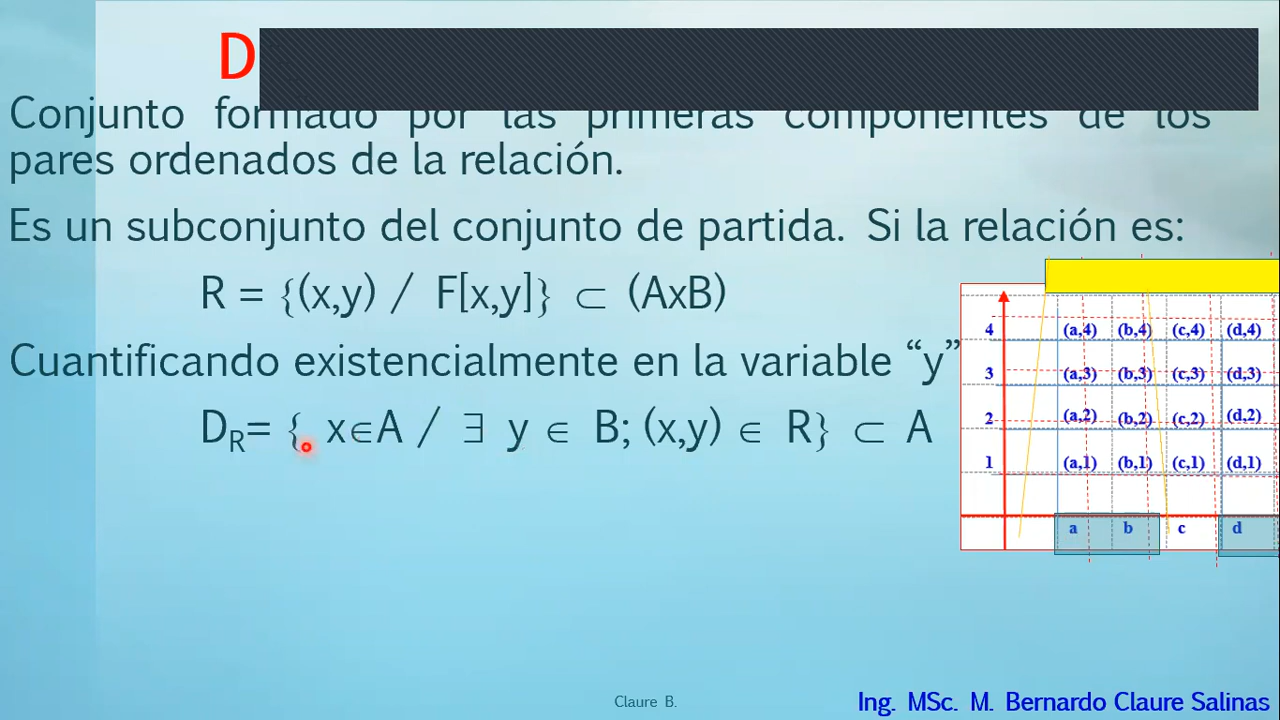 D
Conjunto formado por las primeras componentes de los
pares ordenados de la relación.
Es un subconjunto del conjunto de partida. Si la relación es:
R = {(x,y) / F[x,y]} ⊂ (AxB)
Cuantificando existencialmente en la variable “y”
D_R= { x∈A / ∃ y ∈ B; (x,y) ∈ R} ⊂ A
4 (a,4) (b,4) (c,4) (d,4)
3 (a,3) (b,3) (c,3) (d,3)
2 (a,2) (b,2) (c,2) (d,2)
1 (a,1) (b,1) (c,1) (d,1)
a b c d
Claure B.
Ing. MSc. M. Bernardo Claure Salinas